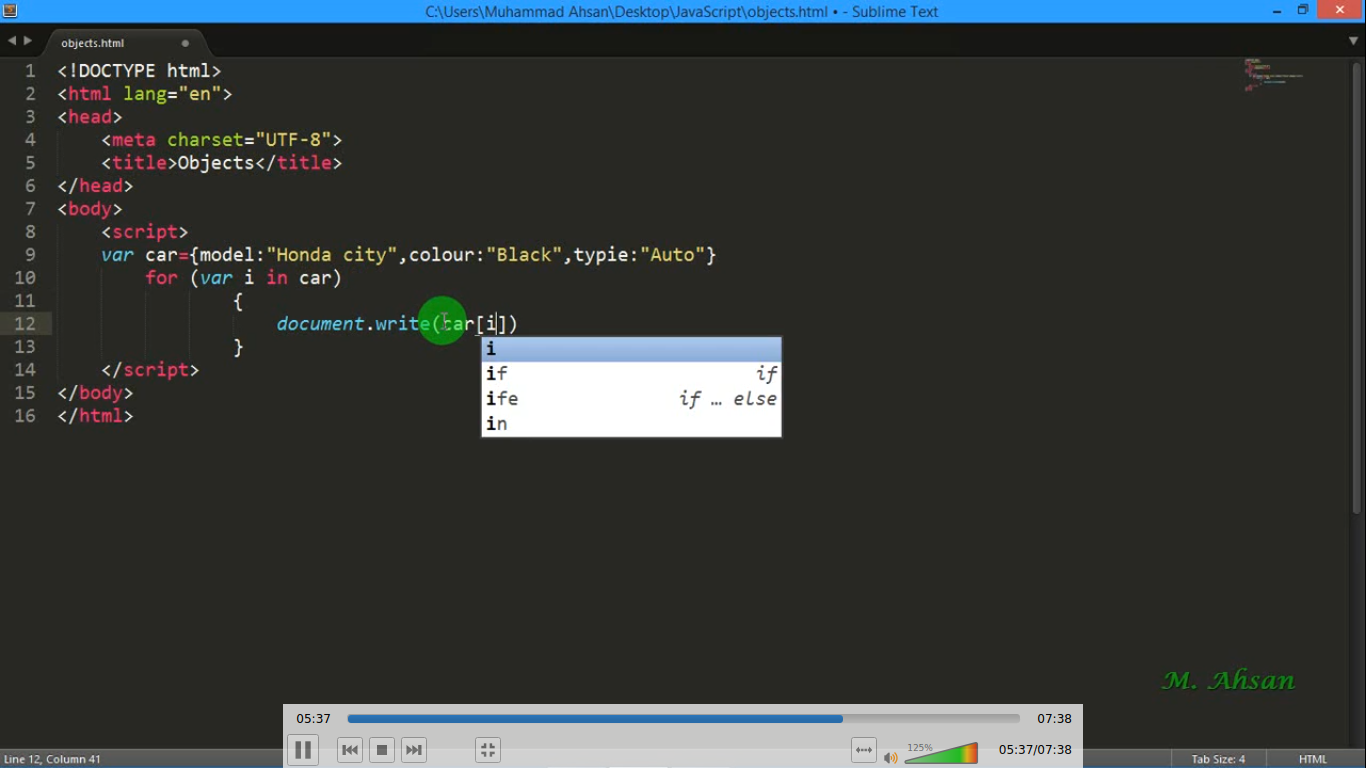 C:\Users\Muhammad Ahsan\Desktop\JavaScript\objects.html • - Sublime Text
objects.html
1 <!DOCTYPE html>
2 <html lang="en">
3 <head>
4 <meta charset="UTF-8">
5 <title>Objects</title>
6 </head>
7 <body>
8 <script>
9 var car={model:"Honda city",colour:"Black",typie:"Auto"}
10 for (var i in car)
11 {
12 document.write(car[i])
13 }
14 </script>
15 </body>
16 </html>
i
if if
ife if … else
in
M. Ahsan
05:37 07:38
125% 05:37/07:38
Line 12, Column 41 Tab Size: 4 HTML